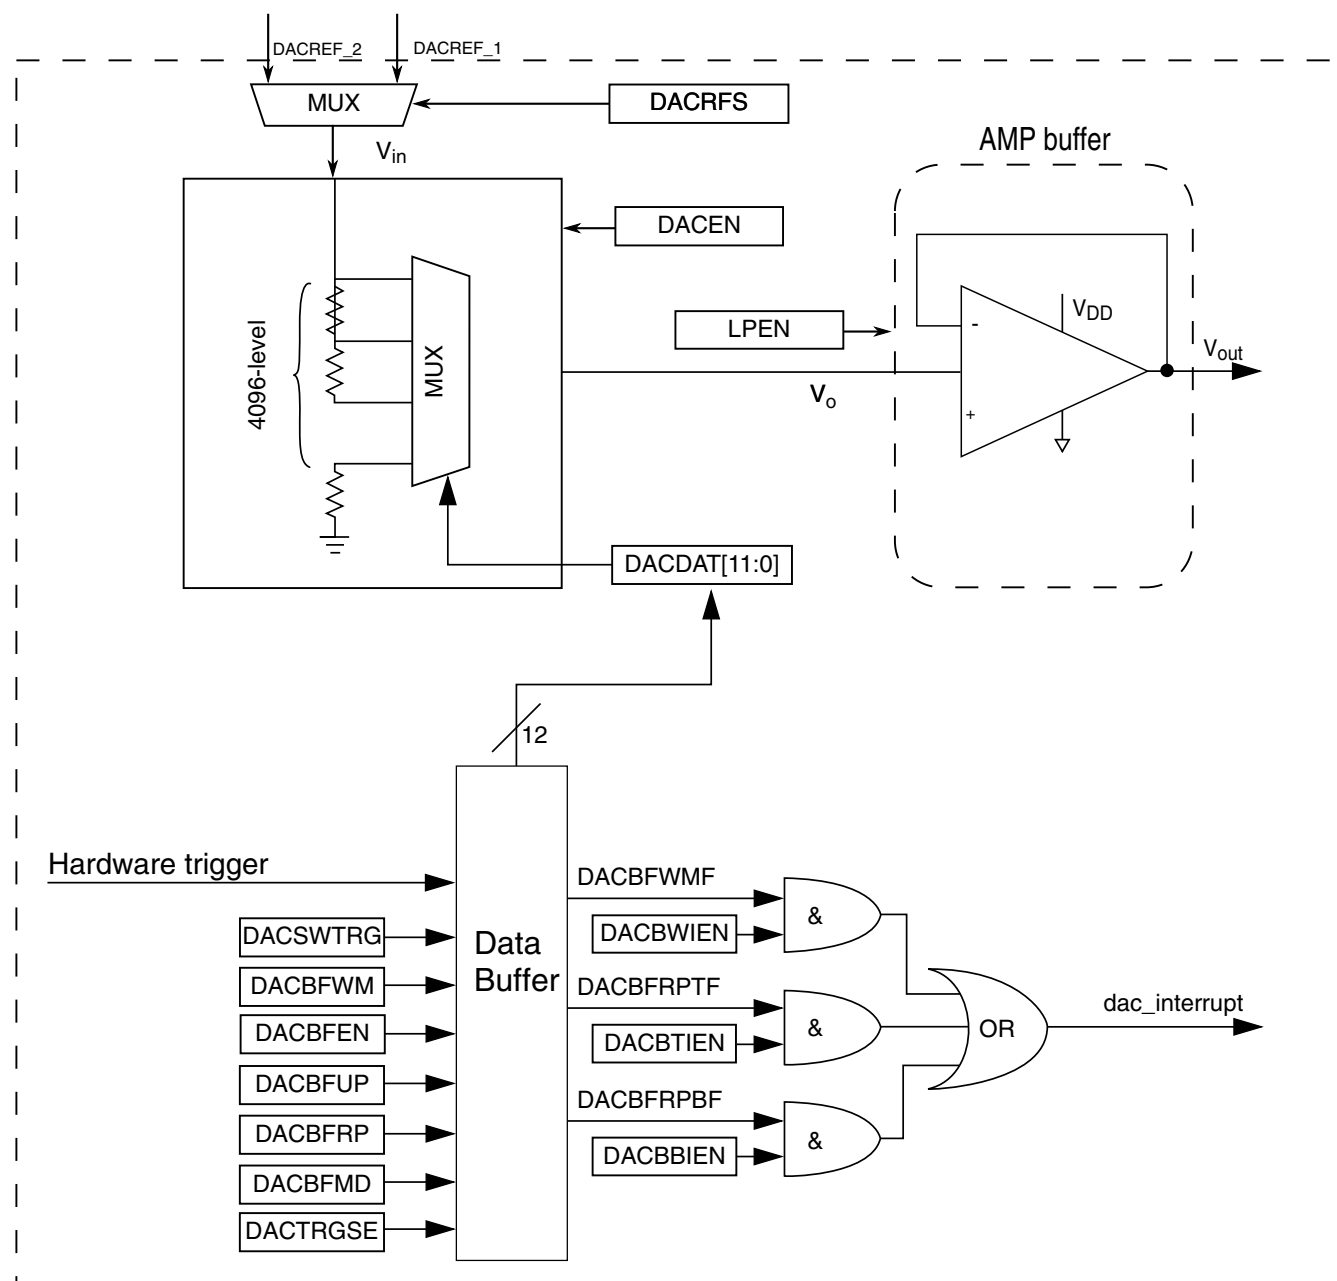 DACREF_2
DACREF_1
MUX
DACRFS
Vin
AMP buffer
DACEN
LPEN
VDD
-
Vout
4096-level
MUX
Vo
+
DACDAT[11:0]
12
Hardware trigger
DACBFWMF
&
DACSWTRG
DACBWIEN
Data
Buffer
DACBFWM
DACBFRPTF
dac_interrupt
DACBFEN
DACBTIEN
&
OR
DACBFUP
DACBFRPBF
DACBFRP
&
DACBBIEN
DACBFMD
DACTRGSE